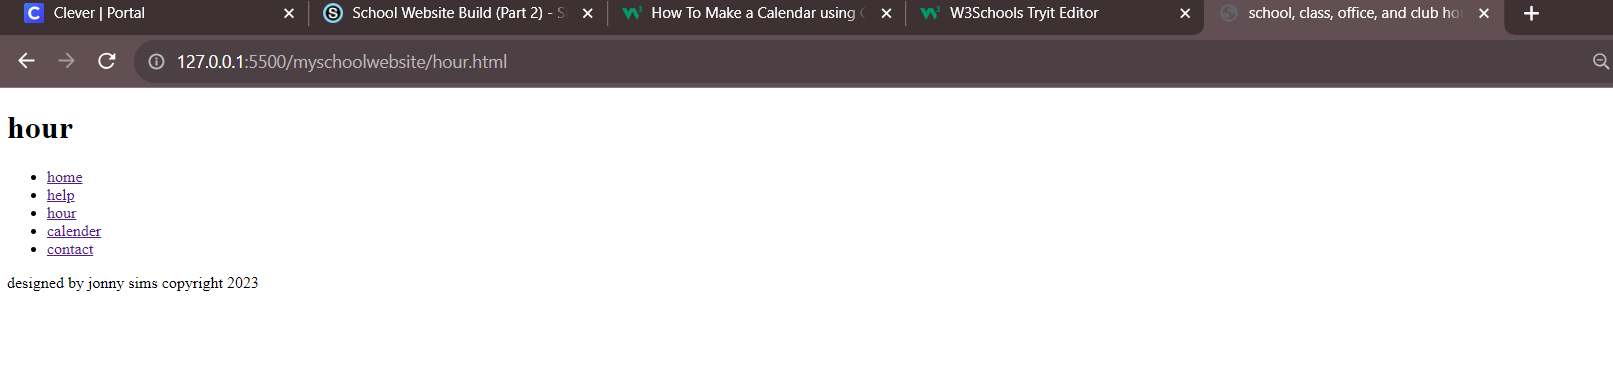 Clever | Portal
School Website Build (Part 2) - S
How To Make a Calendar using
W3Schools Tryit Editor
school, class, office, and club hou
127.0.0.1:5500/myschoolwebsite/hour.html
hour
home
help
hour
calender
contact
designed by jonny sims copyright 2023